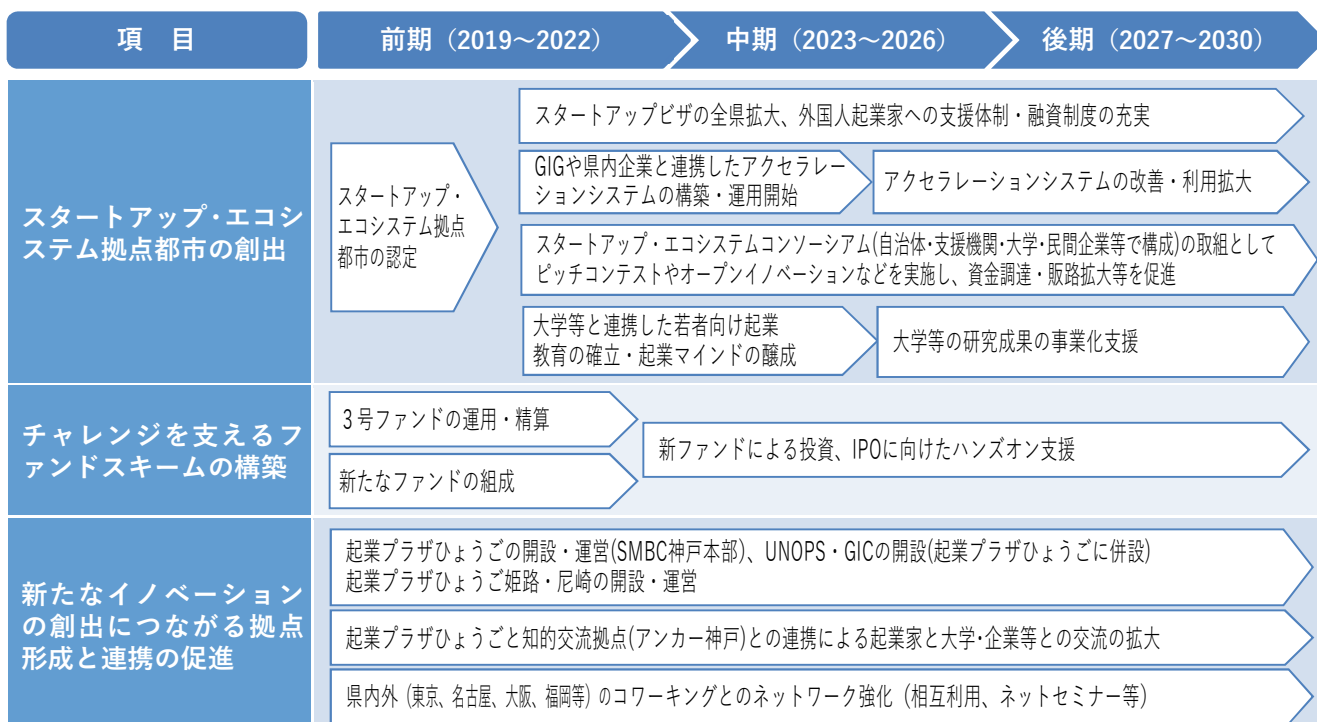 項　目
前期（2019～2022）
中期（2023～2026）
後期（2027～2030）
スタートアップ・エコシ
ステム拠点都市の創出
スタートアップ・
エコシステム拠点
都市の認定
スタートアップビザの全県拡大、外国人起業家への支援体制・融資制度の充実
GIGや県内企業と連携したアクセラレー
ションシステムの構築・運用開始
アクセラレーションシステムの改善・利用拡大
スタートアップ・エコシステムコンソーシアム(自治体・支援機関・大学・民間企業等で構成)の取組として
ピッチコンテストやオープンイノベーションなどを実施し、資金調達・販路拡大等を促進
大学等と連携した若者向け起業
教育の確立・起業マインドの醸成
大学等の研究成果の事業化支援
チャレンジを支えるフ
ァンドスキームの構築
３号ファンドの運用・精算
新たなファンドの組成
新ファンドによる投資、IPOに向けたハンズオン支援
新たなイノベーション
の創出につながる拠点
形成と連携の促進
起業プラザひょうごの開設・運営(SMBC神戸本部)、UNOPS・GICの開設(起業プラザひょうごに併設)
起業プラザひょうご姫路・尼崎の開設・運営
起業プラザひょうごと知的交流拠点(アンカー神戸)との連携による起業家と大学・企業等との交流の拡大
県内外（東京、名古屋、大阪、福岡等）のコワーキングとのネットワーク強化（相互利用、ネットセミナー等）